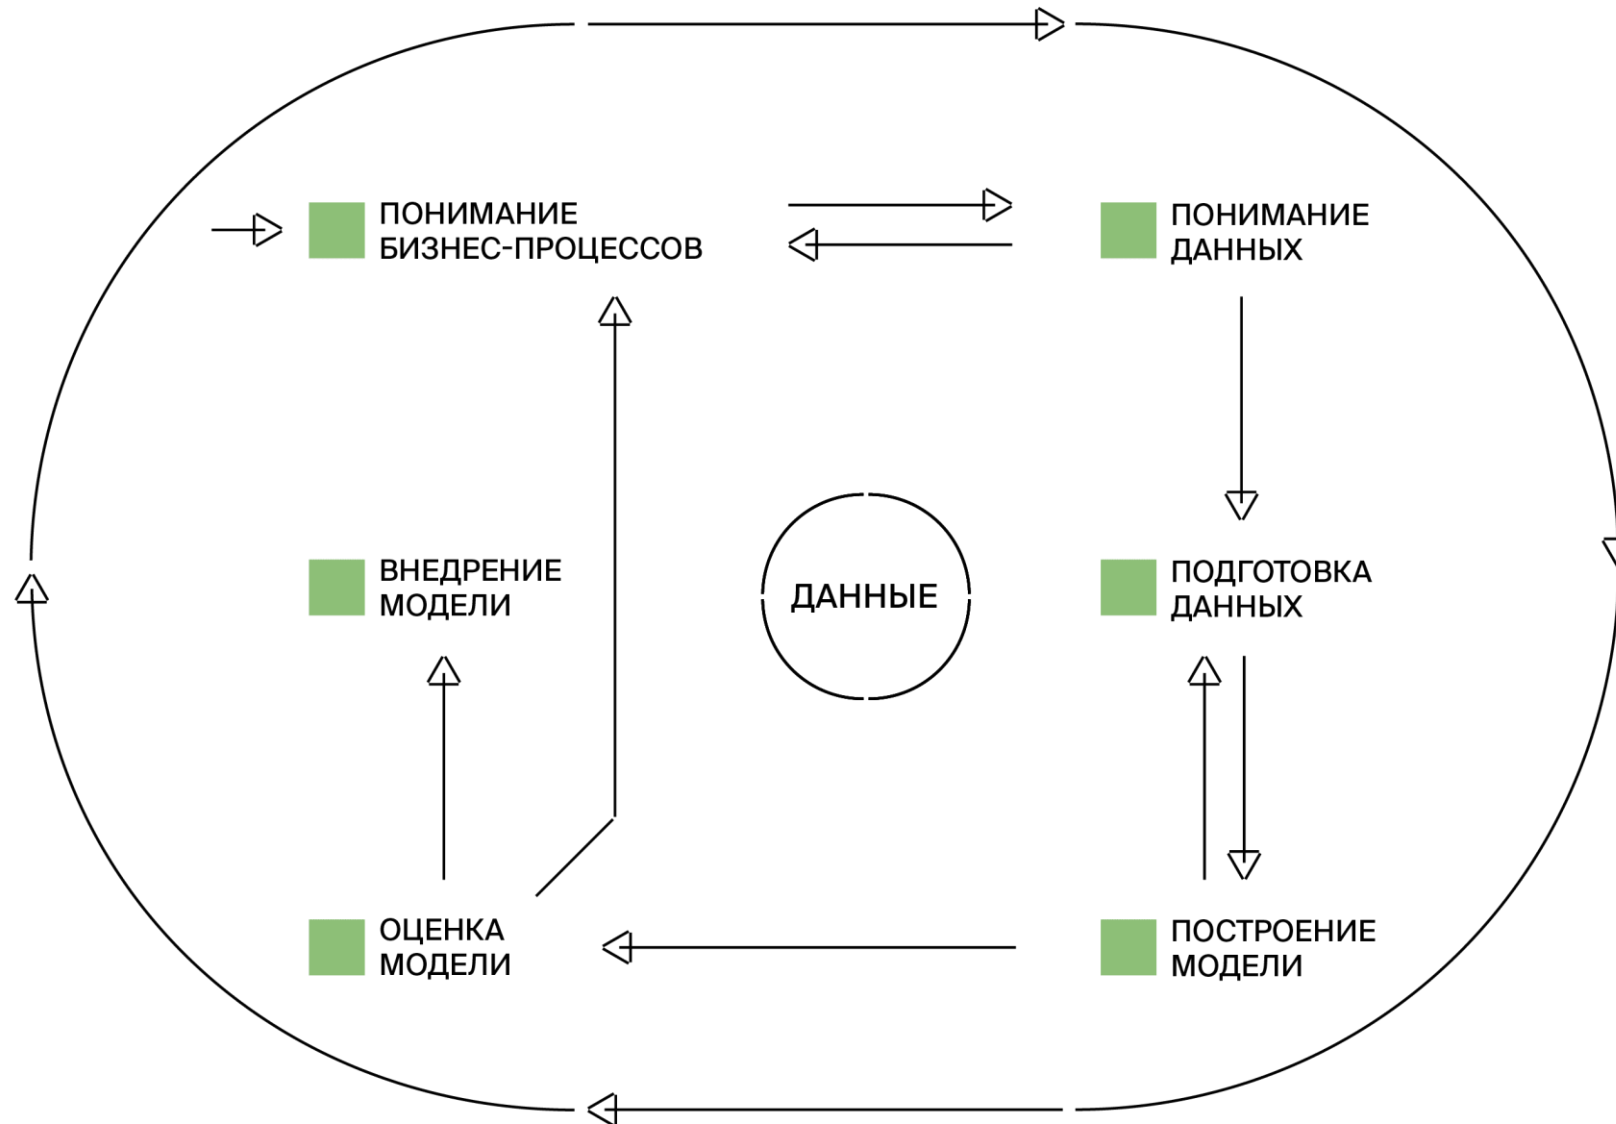 ПОНИМАНИЕ
БИЗНЕС-ПРОЦЕССОВ
ПОНИМАНИЕ
ДАННЫХ
ВНЕДРЕНИЕ
МОДЕЛИ
ДАННЫЕ
ПОДГОТОВКА
ДАННЫХ
ОЦЕНКА
МОДЕЛИ
ПОСТРОЕНИЕ
МОДЕЛИ